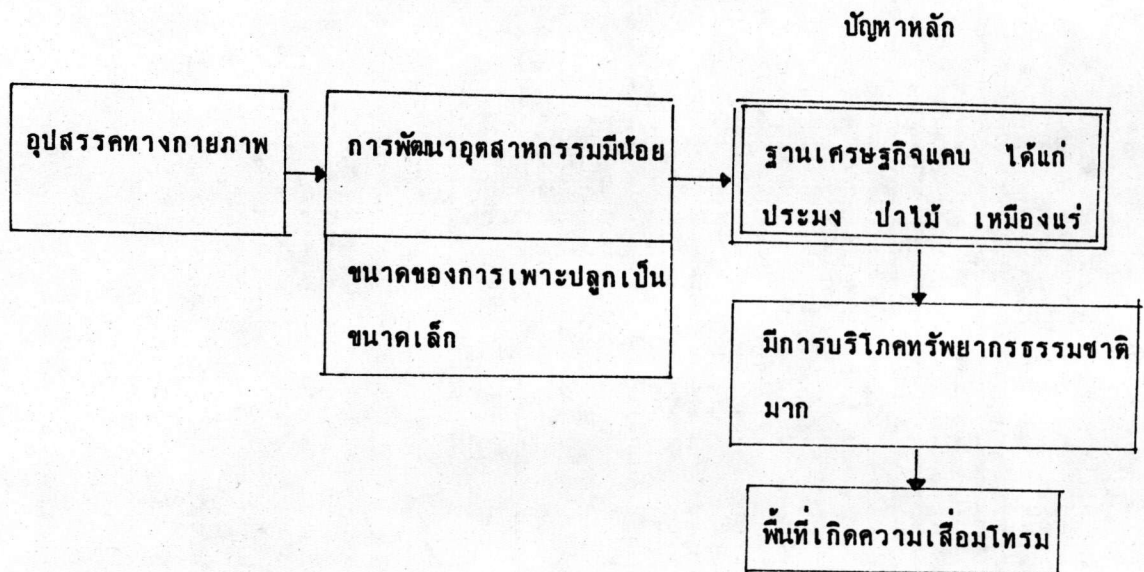 ปัญหาหลัก
อุปสรรคทางกายภาพ
การพัฒนาอุตสาหกรรมมีน้อย
ขนาดของการเพาะปลูกเป็น
ขนาดเล็ก
ฐานเศรษฐกิจแคบ ได้แก่
ประมง ป่าไม้ เหมืองแร่
มีการบริโภคทรัพยากรธรรมชาติ
มาก
พื้นที่เกิดความเสื่อมโทรม